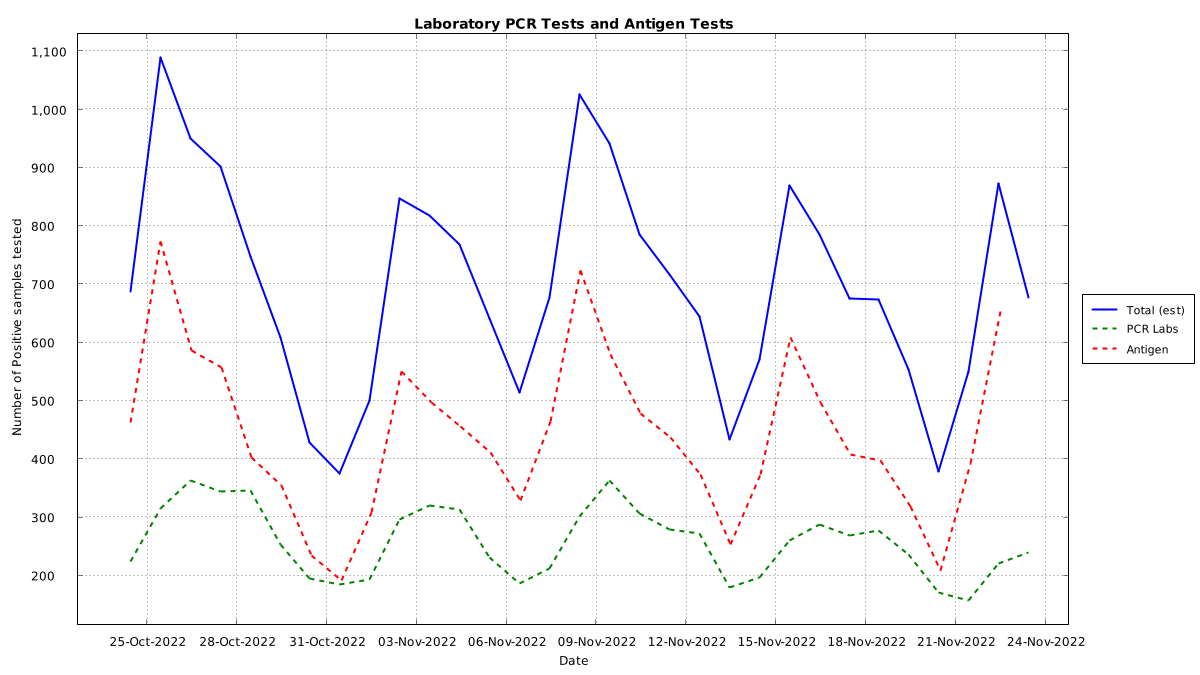 Laboratory PCR Tests and Antigen Tests
Number of Positive samples tested
1,100
1,000
900
800
700
600
500
400
300
200
25-Oct-2022 28-Oct-2022 31-Oct-2022 03-Nov-2022 06-Nov-2022 09-Nov-2022 12-Nov-2022 15-Nov-2022 18-Nov-2022 21-Nov-2022 24-Nov-2022
Date
Total (est)
PCR Labs
Antigen